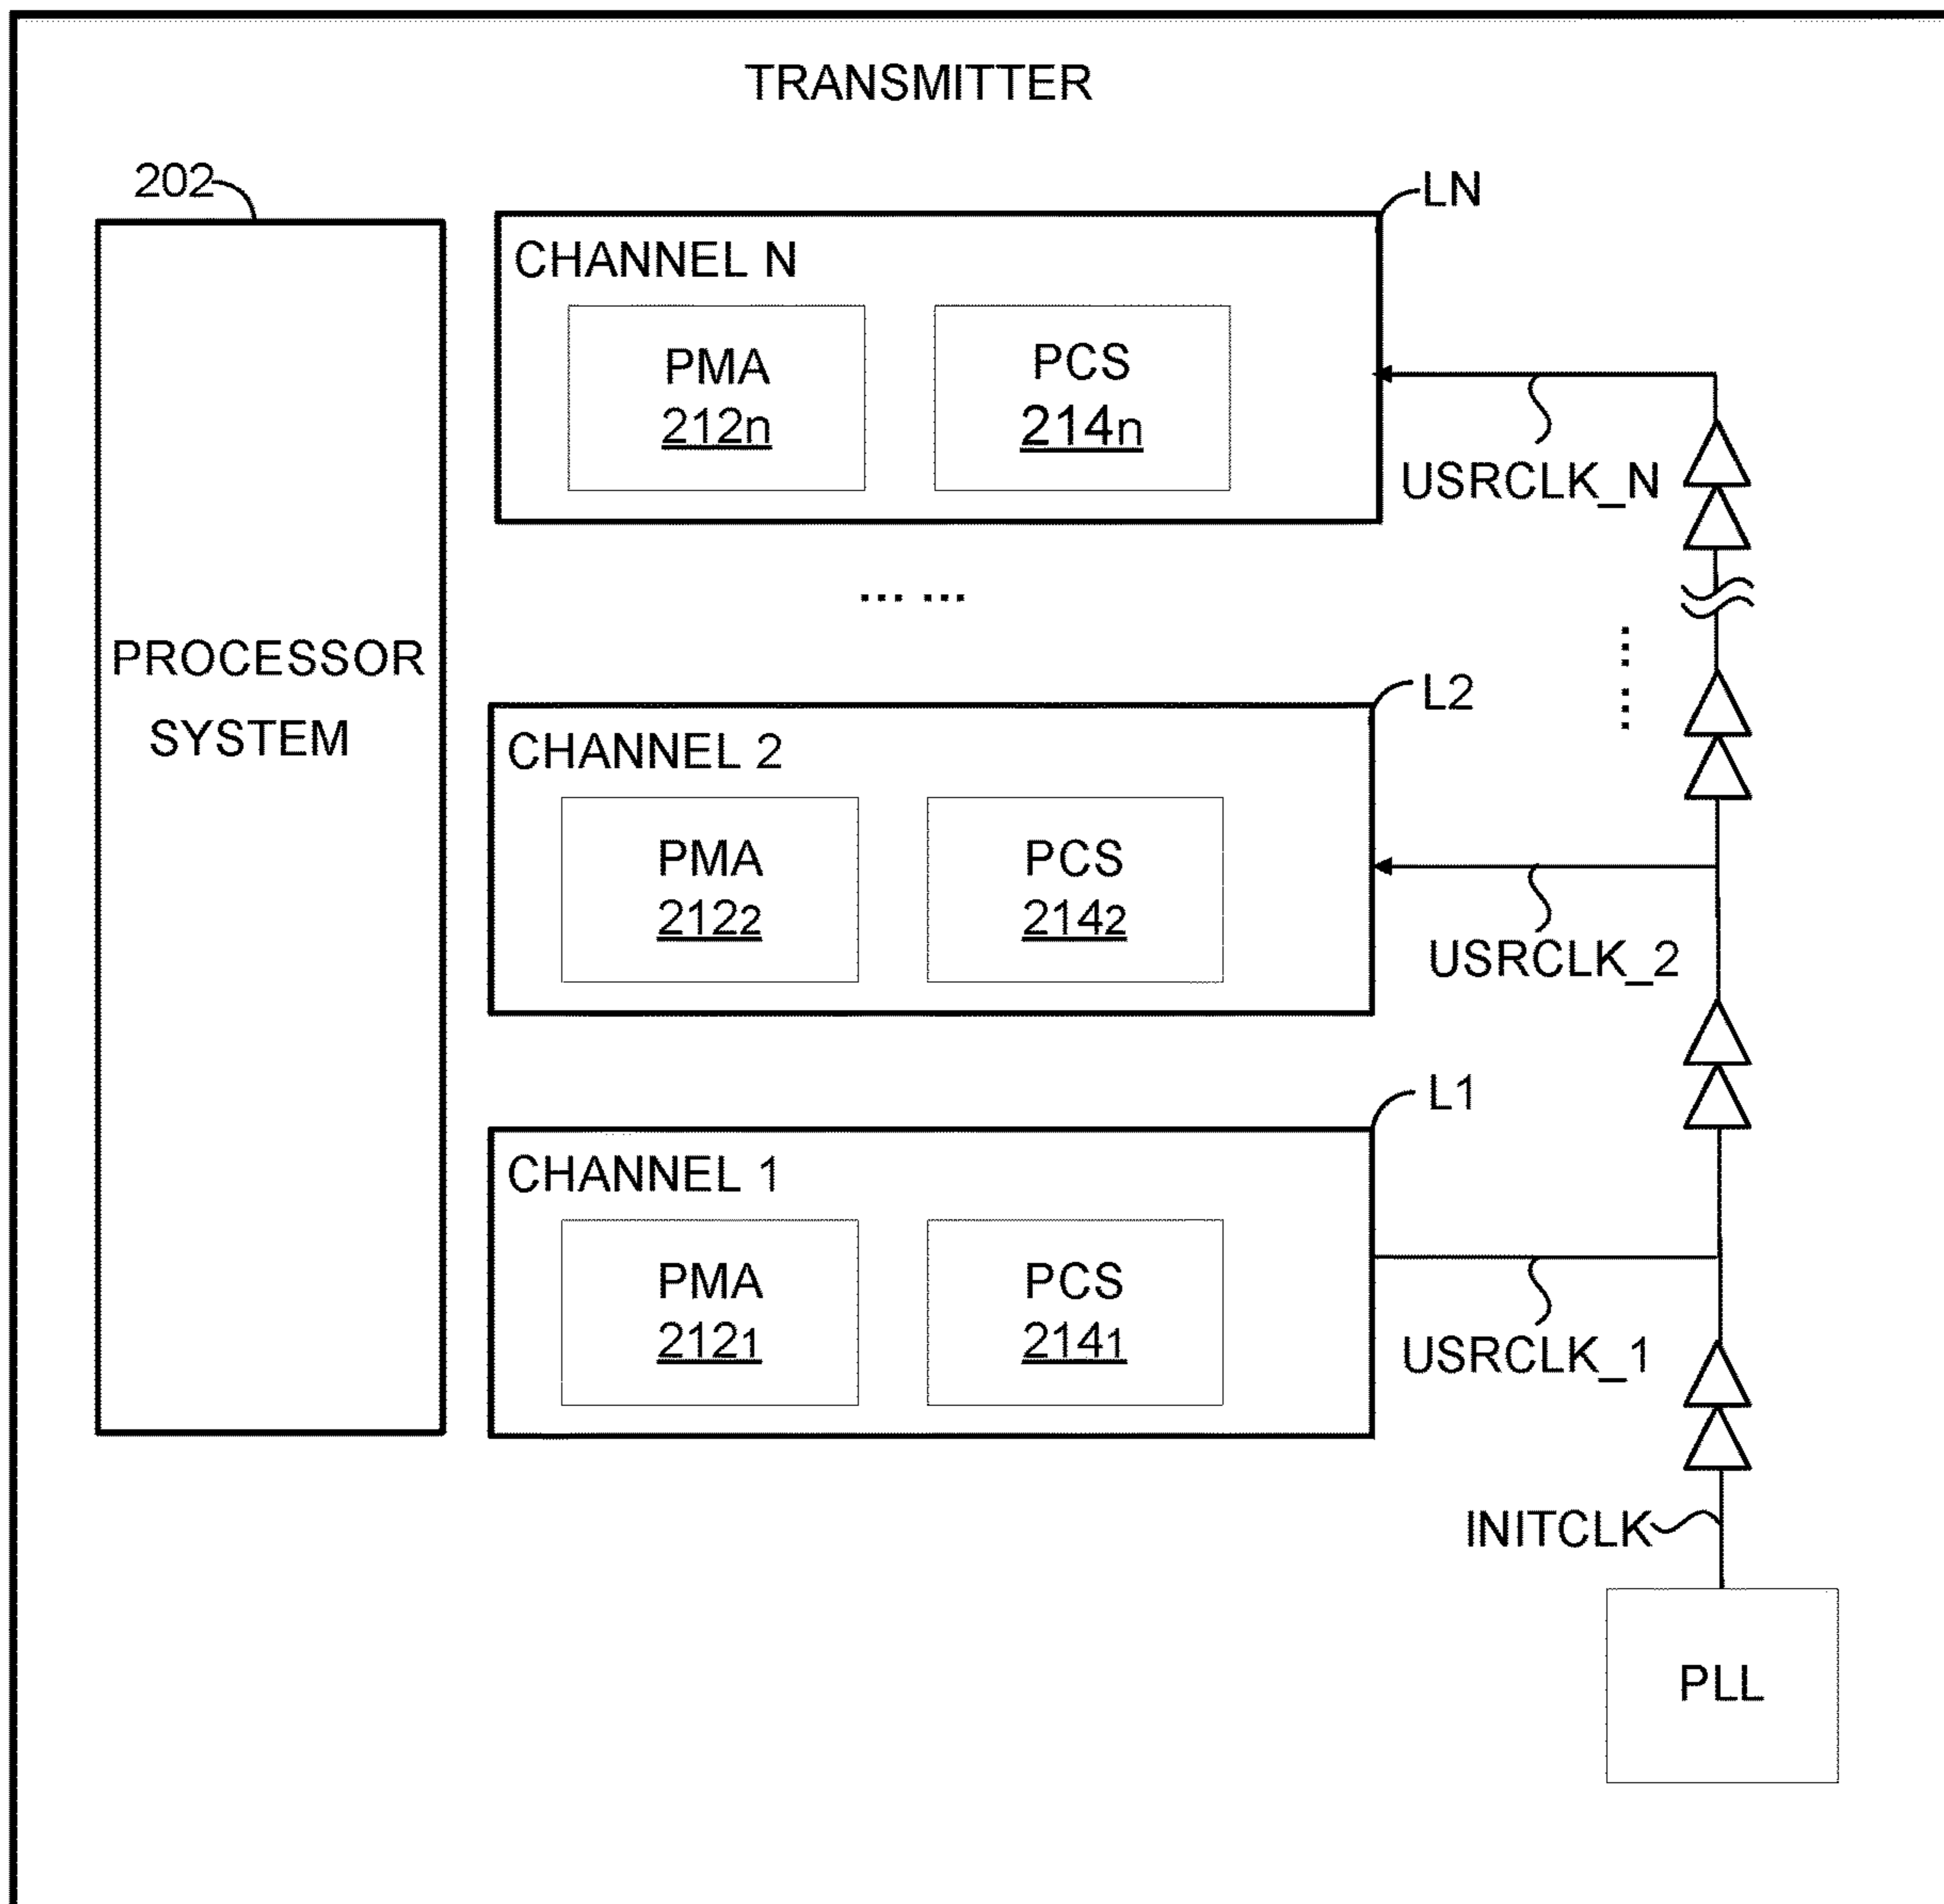 TRANSMITTER
202
PROCESSOR
SYSTEM
LN
CHANNEL N
PMA
212n
PCS
214n
USRCLK_N
... ...
... ...
L2
CHANNEL 2
PMA
2122
PCS
2142
USRCLK_2
L1
CHANNEL 1
PMA
2121
PCS
2141
USRCLK_1
INITCLK
PLL